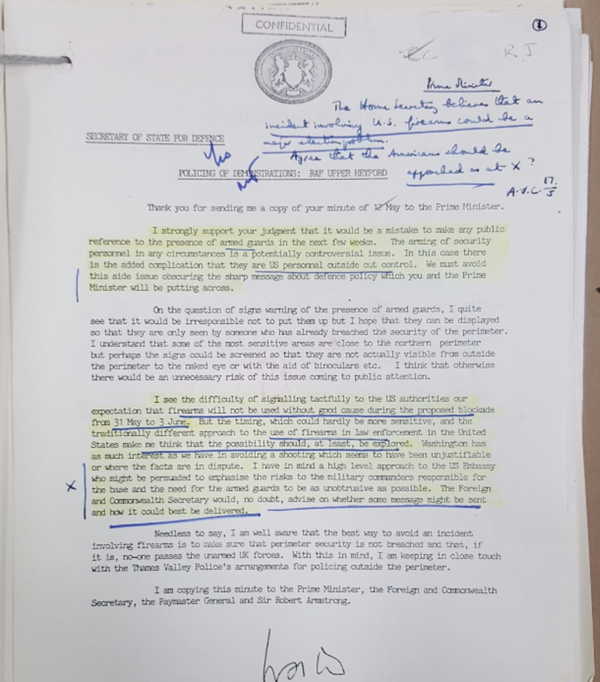 CONFIDENTIAL
1
R J
Prime Minister
The Home Secretary believes that an
incident involving U.S. firearms could be a
major election problem.
Agree that the Americans should be
approached as at X?
A.J.C. 17/5
SECRETARY OF STATE FOR DEFENCE
POLICING OF DEMONSTRATIONS: RAF UPPER HEYFORD
Thank you for sending me a copy of your minute of 12 May to the Prime Minister.
I strongly support your judgment that it would be a mistake to make any public
reference to the presence of armed guards in the next few weeks. The arming of security
personnel in any circumstances is a potentially controversial issue. In this case there
is the added complication that they are US personnel outside out control. We must avoid
this side issue obscuring the sharp message about defence policy which you and the Prime
Minister will be putting across.
On the question of signs warning of the presence of armed guards, I quite
see that it would be irresponsible not to put them up but I hope that they can be displayed
so that they are only seen by someone who has already breached the security of the perimeter.
I understand that some of the most sensitive areas are close to the northern perimeter
but perhaps the signs could be screened so that they are not actually visible from outside
the perimeter to the naked eye or with the aid of binoculars etc. I think that otherwise
there would be an unnecessary risk of this issue coming to public attention.
I see the difficulty of signalling tactfully to the US authorities our
expectation that firearms will not be used without good cause during the proposed blockade
from 31 May to 3 June. But the timing, which could hardly be more sensitive, and the
traditionally different approach to the use of firearms in law enforcement in the United
States make me think that the possibility should, at least, be explored. Washington has
as much interest as we have in avoiding a shooting which seems to have been unjustifiable
or where the facts are in dispute. I have in mind a high level approach to the US Embassy
X who might be persuaded to emphasise the risks to the military commanders responsible for
the base and the need for the armed guards to be as unobtrusive as possible. The Foreign
and Commonwealth Secretary would, no doubt, advise on whether some message might be sent
and how it could best be delivered.
Needless to say, I am well aware that the best way to avoid an incident
involving firearms is to make sure that perimeter security is not breached and that, if
it is, no-one passes the unarmed UK forces. With this in mind, I am keeping in close touch
with the Thames Valley Police's arrangements for policing outside the perimeter.
I am copying this minute to the Prime Minister, the Foreign and Commonwealth
Secretary, the Paymaster General and Sir Robert Armstrong.